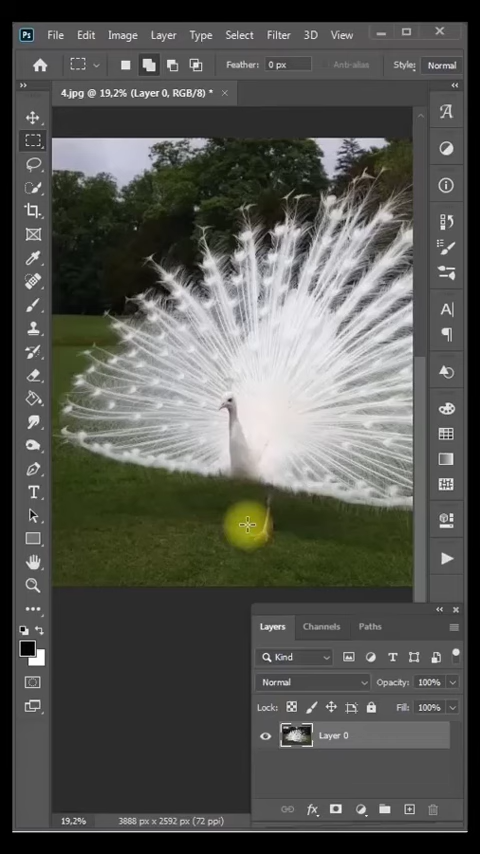 Ps File Edit Image Layer Type Select Filter 3D View
Feather: 0 px Anti-alias Style: Normal
4.jpg @ 19,2% (Layer 0, RGB/8) *
Layers Channels Paths
Kind
Normal Opacity: 100%
Lock: Fill: 100%
Layer 0
fx
19,2% 3888 px x 2592 px (72 ppi)